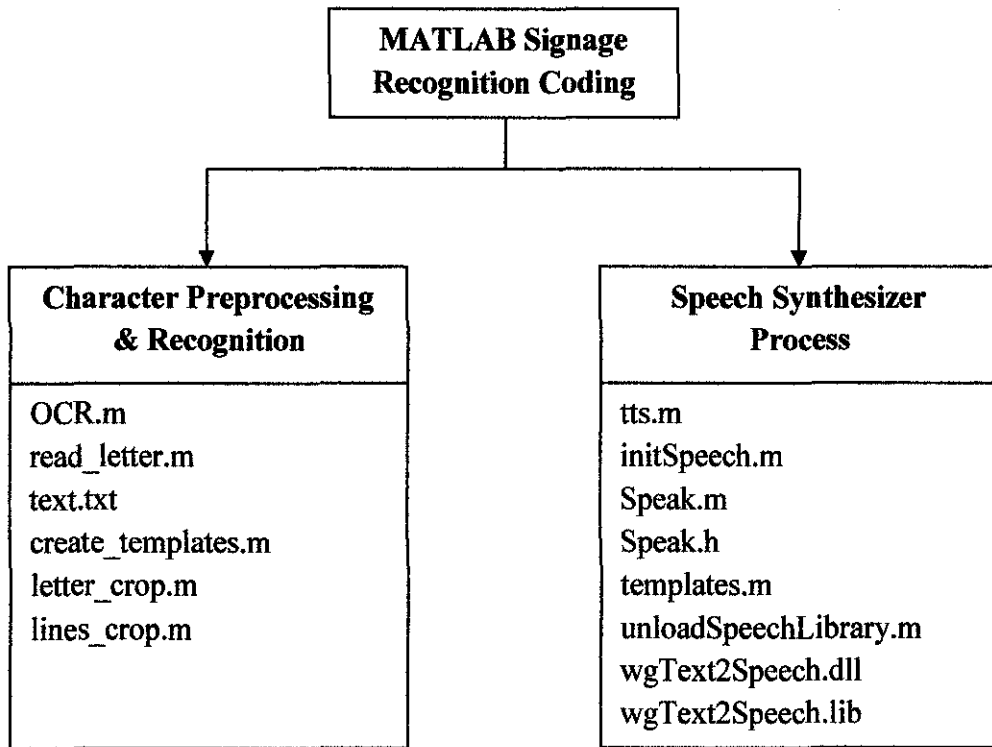 MATLAB Signage
Recognition Coding
Character Preprocessing
& Recognition
OCR.m
read_letter.m
text.txt
create_templates.m
letter_crop.m
lines_crop.m
Speech Synthesizer
Process
tts.m
initSpeech.m
Speak.m
Speak.h
templates.m
unloadSpeechLibrary.m
wgText2Speech.dll
wgText2Speech.lib